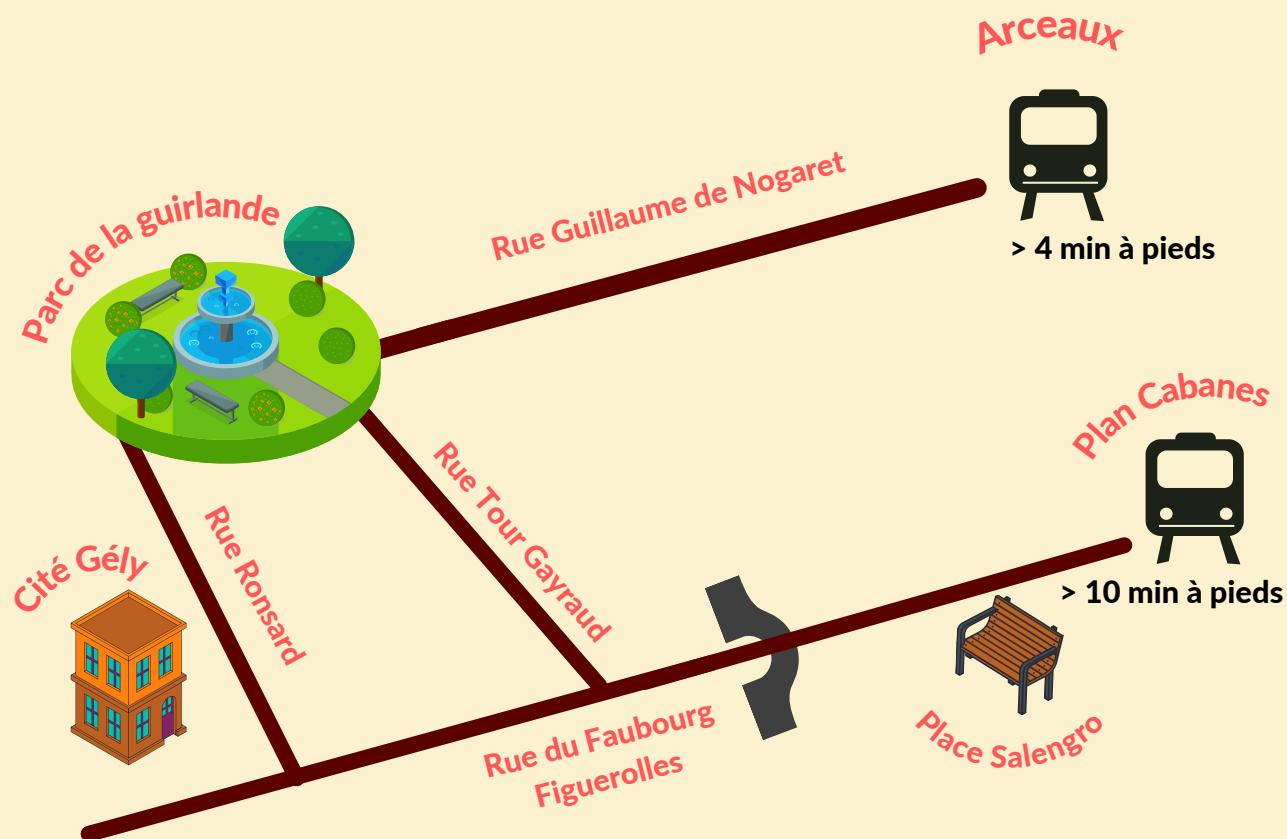 Arceaux
> 4 min à pieds
Rue Guillaume de Nogaret
Parc de la guirlande
Plan Cabanes
> 10 min à pieds
Rue Tour Gayraud
Rue Ronsard
Cité Gély
Rue du Faubourg
Figuerolles
Place Salengro